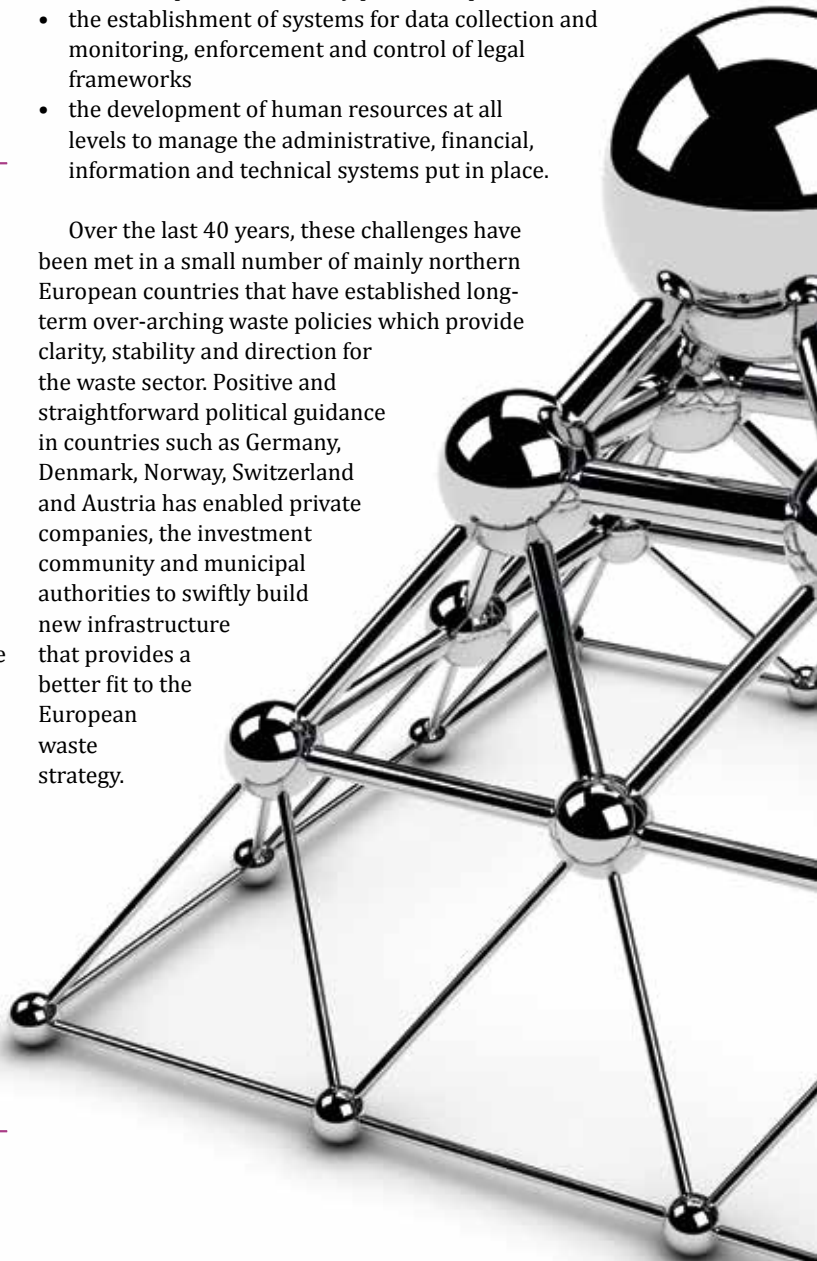 • the establishment of systems for data collection and
monitoring, enforcement and control of legal
frameworks
• the development of human resources at all
levels to manage the administrative, financial,
information and technical systems put in place.
Over the last 40 years, these challenges have
been met in a small number of mainly northern
European countries that have established long-
term over-arching waste policies which provide
clarity, stability and direction for
the waste sector. Positive and
straightforward political guidance
in countries such as Germany,
Denmark, Norway, Switzerland
and Austria has enabled private
companies, the investment
community and municipal
authorities to swiftly build
new infrastructure
that provides a
better fit to the
European
waste
strategy.